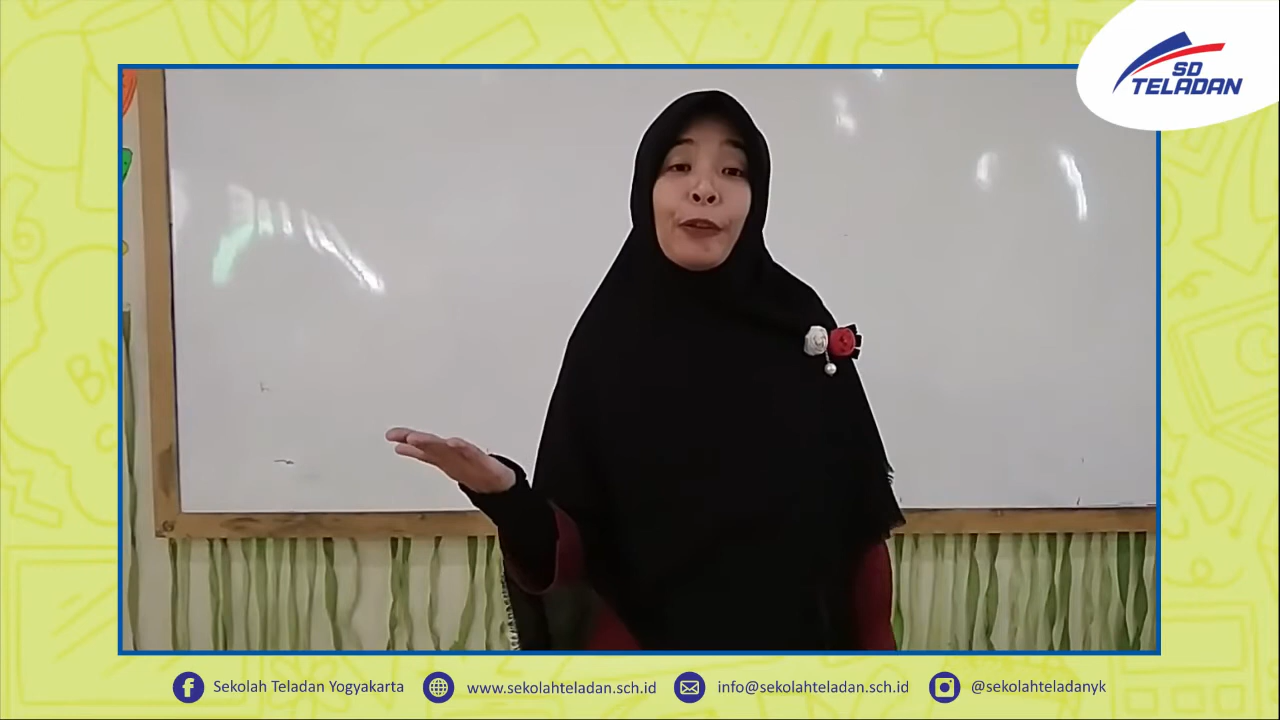 SD
TELADAN
Sekolah Teladan Yogyakarta
www.sekolahteladan.sch.id
info@sekolahteladan.sch.id
@sekolahteladanyk